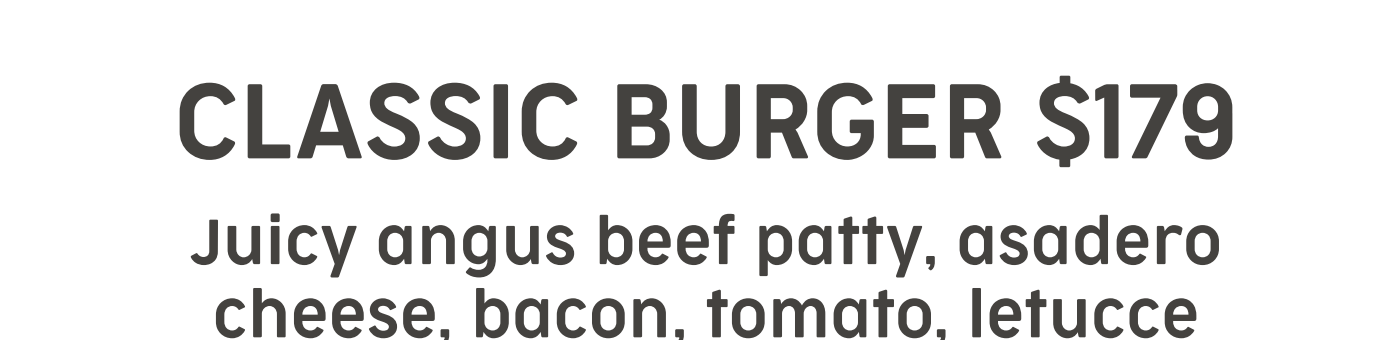 CLASSIC BURGER $179
Juicy angus beef patty, asadero
cheese, bacon, tomato, letucce